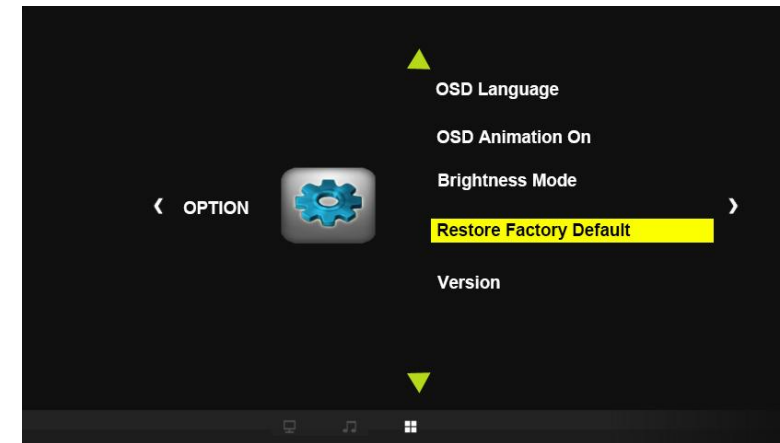 OSD Language
OSD Animation On
Brightness Mode
OPTION
Restore Factory Default
Version